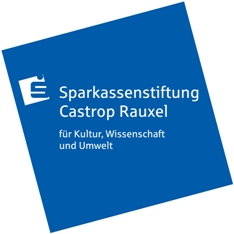 Sparkassenstiftung
Castrop Rauxel
für Kultur, Wissenschaft
und Umwelt